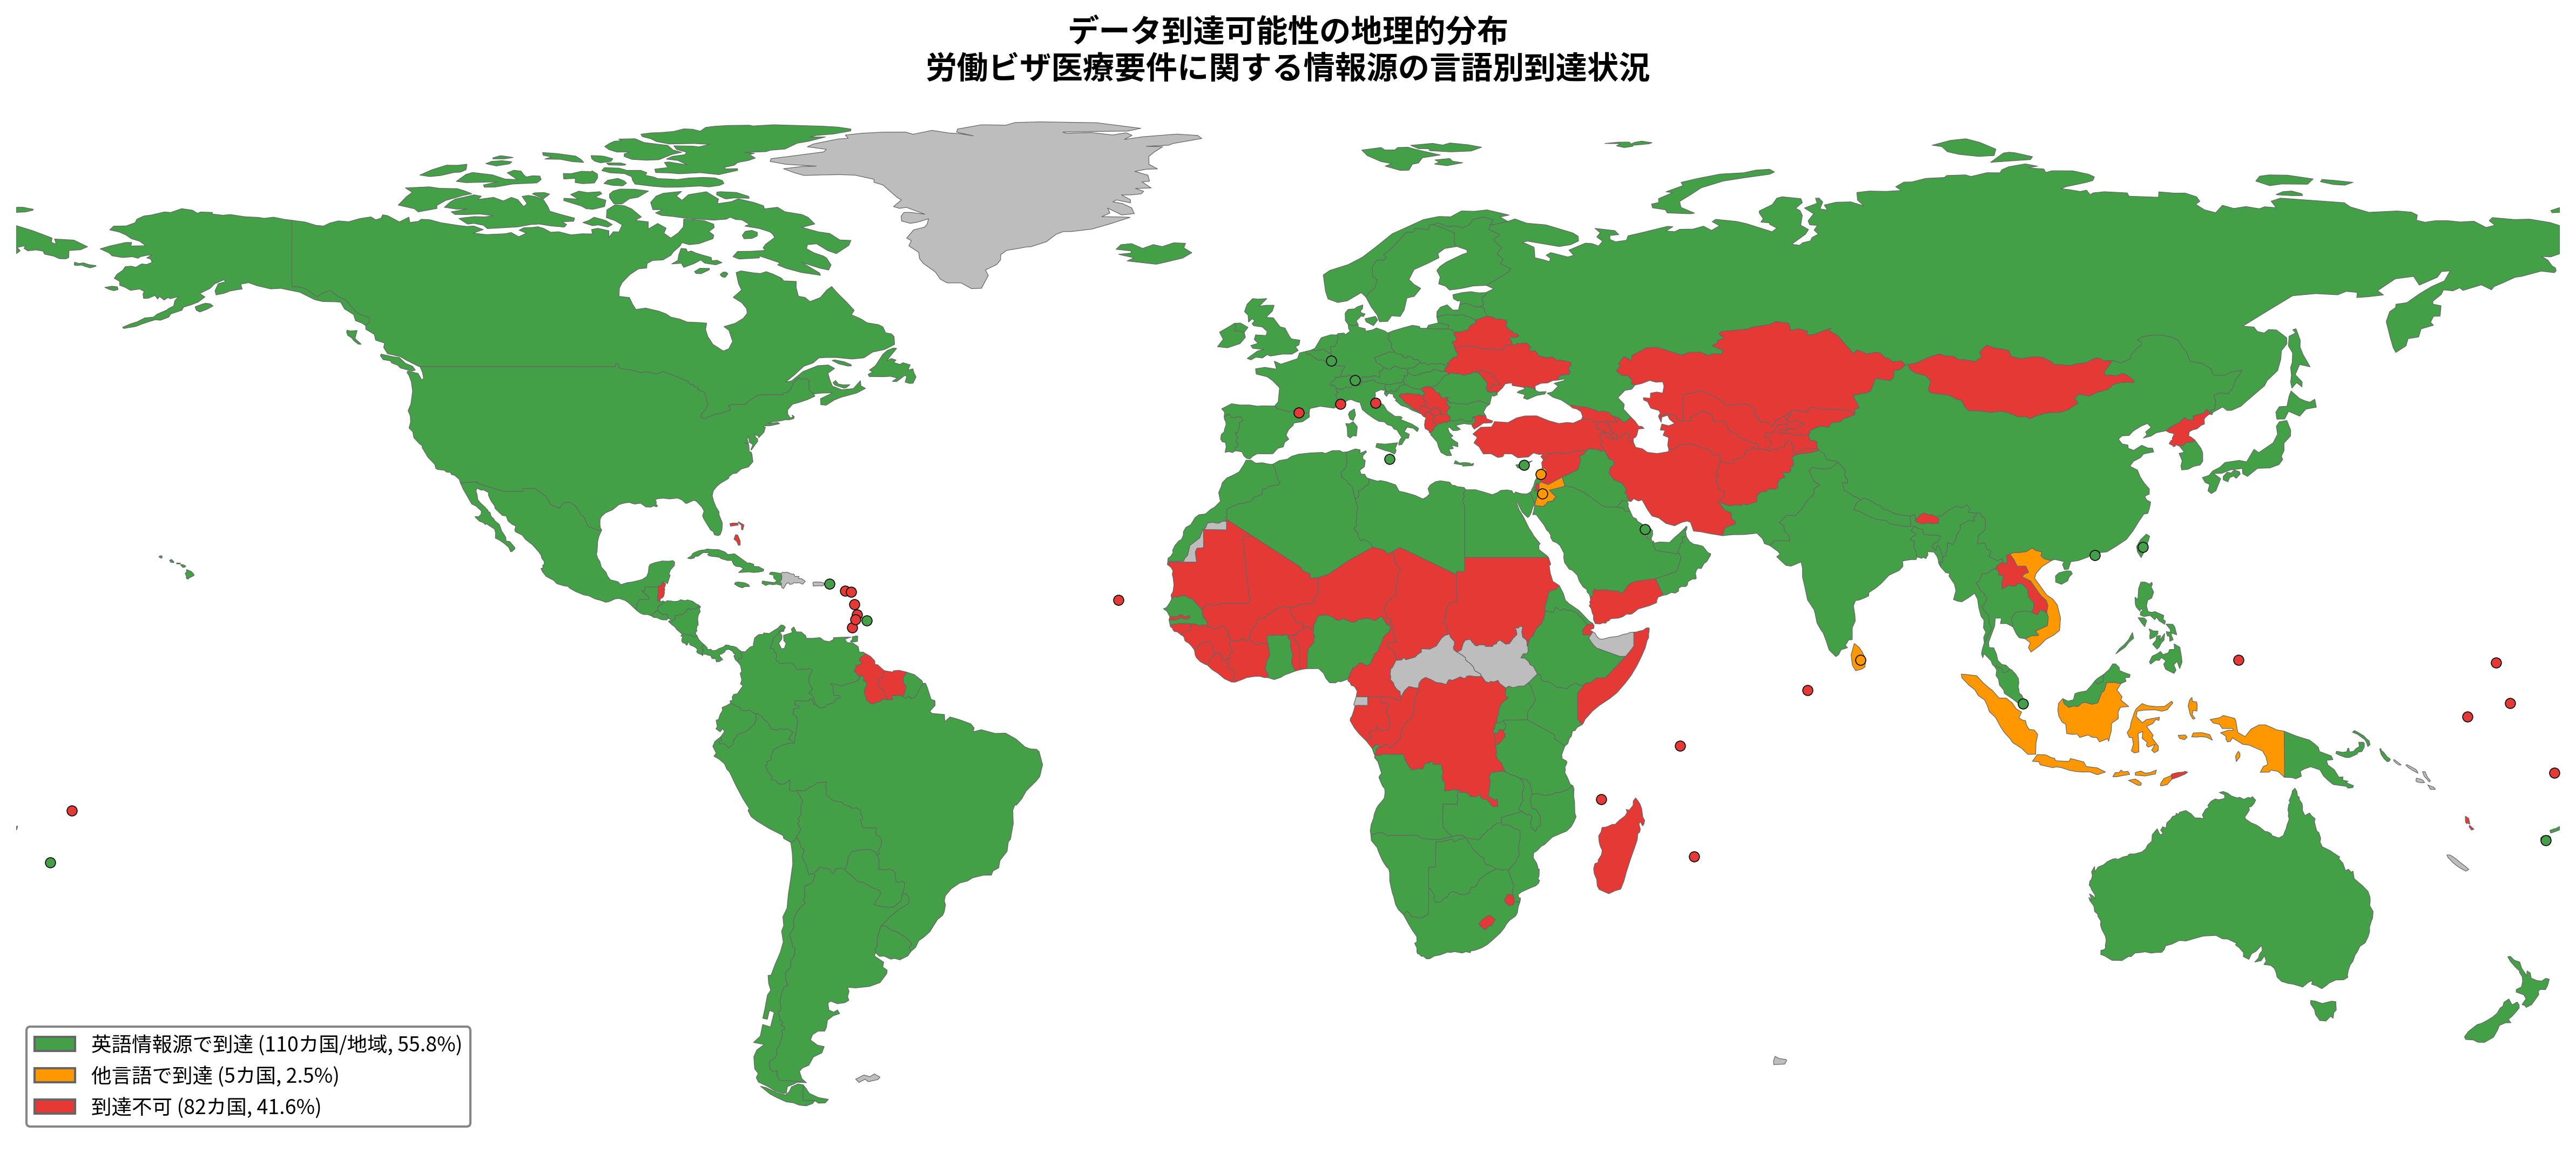 データ到達可能性の地理的分布
労働ビザ医療要件に関する情報源の言語別到達状況
英語情報源で到達 (110カ国/地域, 55.8%)
他言語で到達 (5カ国, 2.5%)
到達不可 (82カ国, 41.6%)